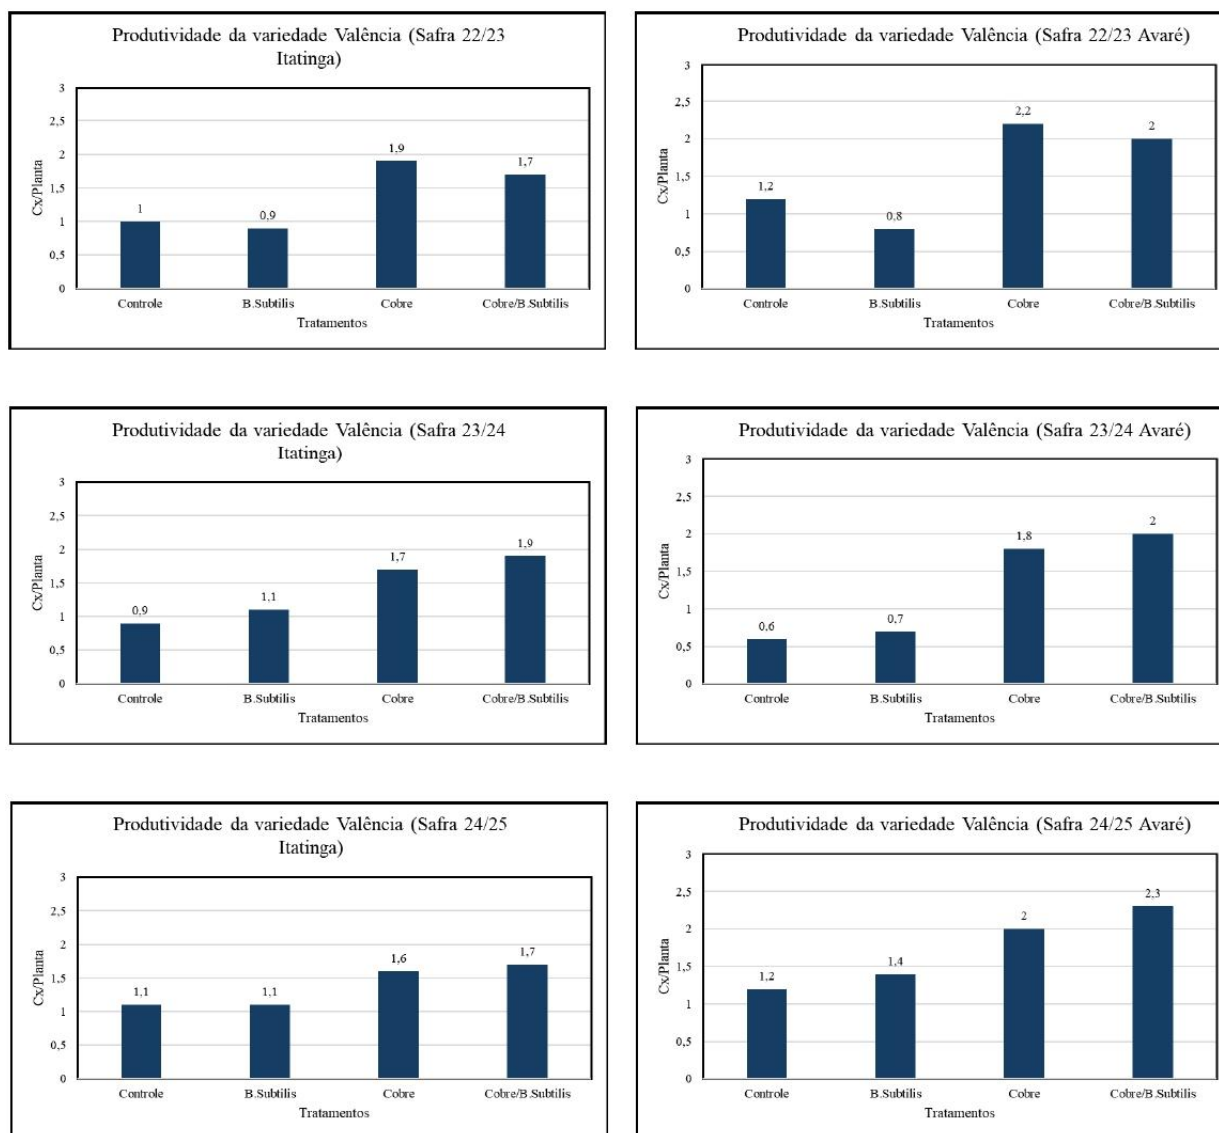 Produtividade da variedade Valência (Safra 22/23
Itatinga)
3
2,5
2
1,5
1
0,5
0
Cx/Planta
1
0,9
1,9
1,7
Controle
B.Subtilis
Cobre
Cobre/B.Subtilis
Tratamentos
Produtividade da variedade Valência (Safra 22/23 Avaré)
3
2,5
2
1,5
1
0,5
0
Cx/Planta
1,2
0,8
2,2
2
Controle
B.Subtilis
Cobre
Cobre/B.Subtilis
Tratamentos
Produtividade da variedade Valência (Safra 23/24
Itatinga)
3
2,5
2
1,5
1
0,5
0
Cx/Planta
0,9
1,1
1,7
1,9
Controle
B.Subtilis
Cobre
Cobre/B.Subtilis
Tratamentos
Produtividade da variedade Valência (Safra 23/24 Avaré)
3
2,5
2
1,5
1
0,5
0
Cx/Planta
0,6
0,7
1,8
2
Controle
B.Subtilis
Cobre
Cobre/B.Subtilis
Tratamentos
Produtividade da variedade Valência (Safra 24/25
Itatinga)
3
2,5
2
1,5
1
0,5
0
Cx/Planta
1,1
1,1
1,6
1,7
Controle
B.Subtilis
Cobre
Cobre/B.Subtilis
Tratamentos
Produtividade da variedade Valência (Safra 24/25 Avaré)
3
2,5
2
1,5
1
0,5
0
Cx/Planta
1,2
1,4
2
2,3
Controle
B.Subtilis
Cobre
Cobre/B.Subtilis
Tratamentos